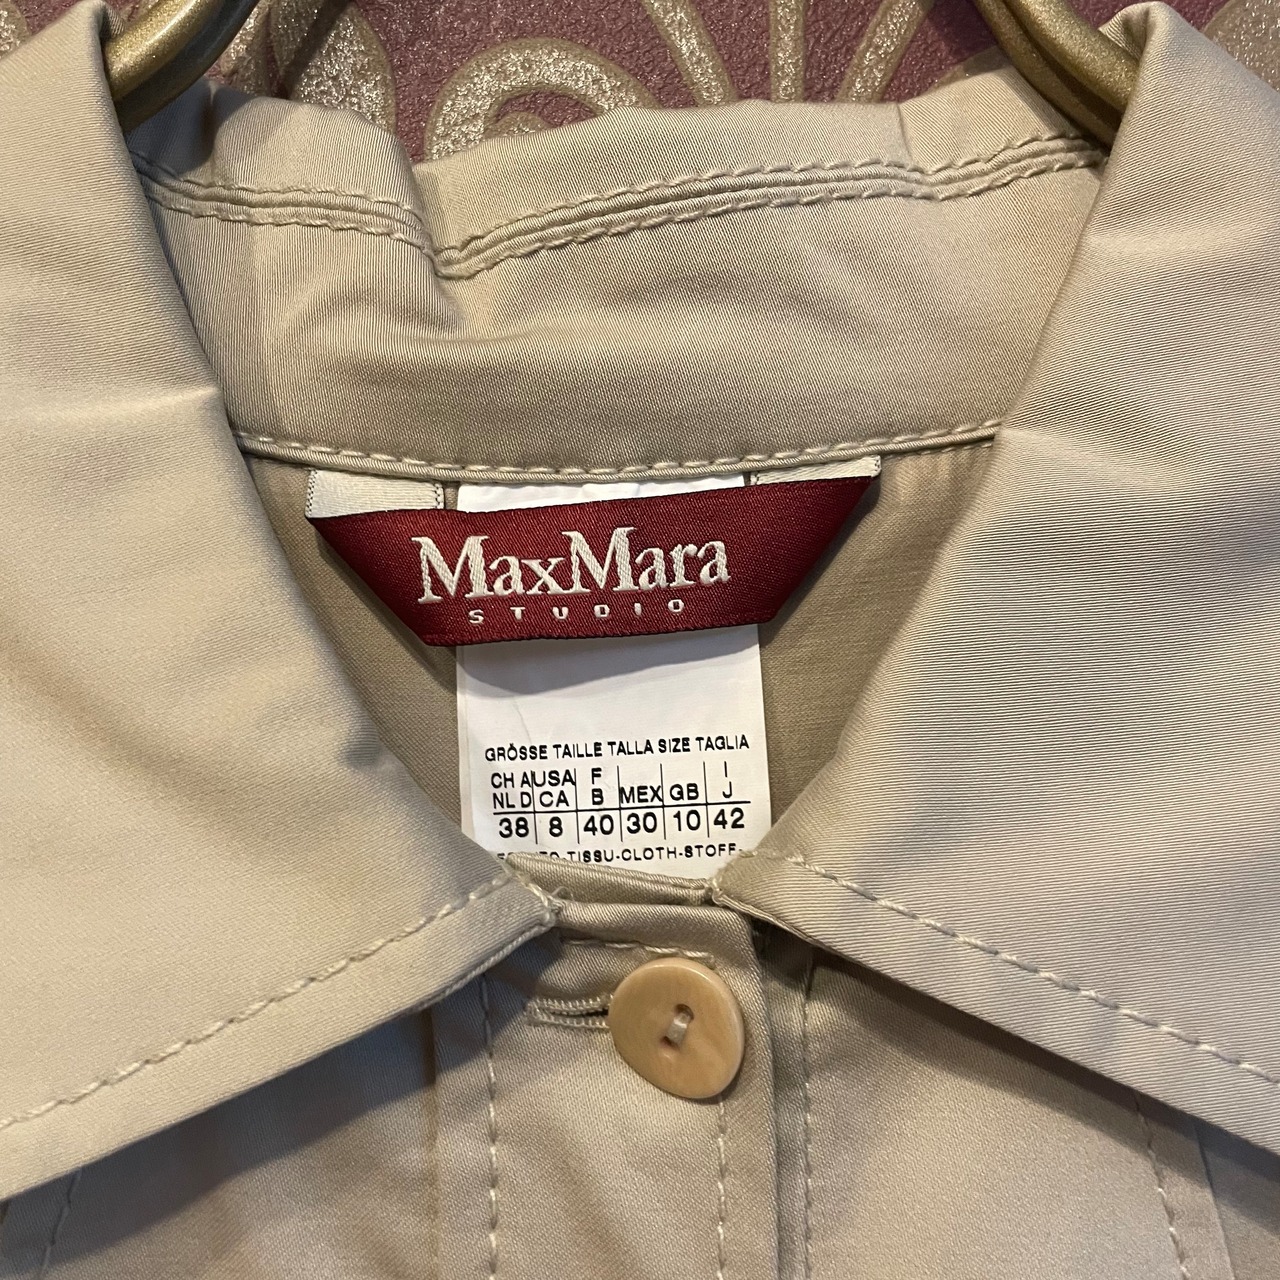 MaxMara
STUDIO
GRÖSSE TAILLE TALLA SIZE TAGLIA
CH A USA F I
NL D CA B MEX GB J
38 8 40 30 10 42
-TISSU-CLOTH-STOFF-